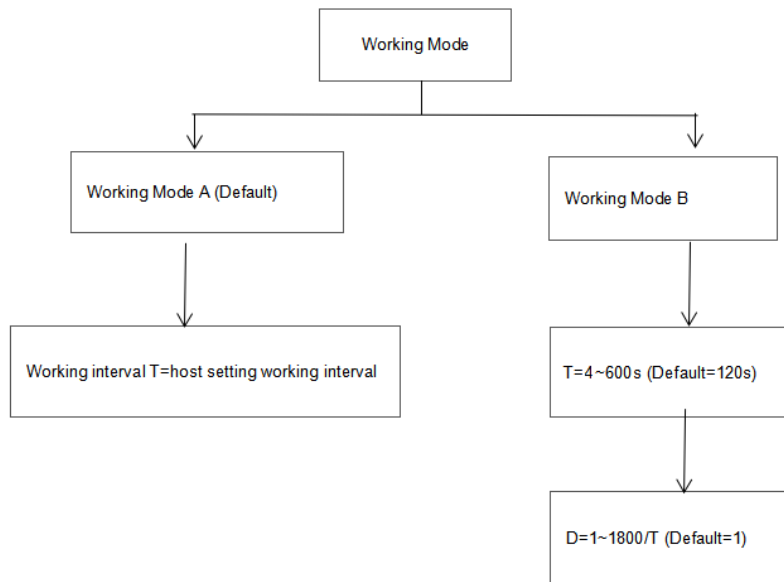 Working Mode
Working Mode A (Default)
Working Mode B
Working interval T=host setting working interval
T=4~600s (Default=120s)
D=1~1800/T (Default=1)